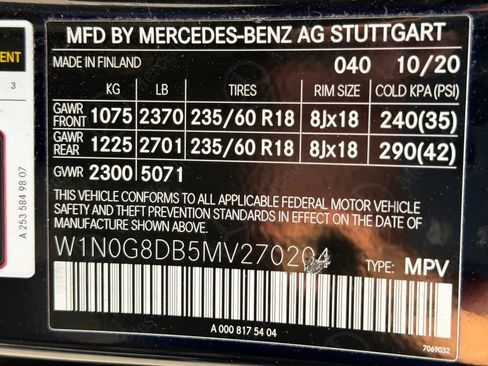 MFD BY MERCEDES-BENZ AG STUTTGART
MADE IN FINLAND 040 10/20
KG LB TIRES RIM SIZE COLD KPA (PSI)
GAWR FRONT 1075 2370 235/60 R18 8Jx18 240(35)
GAWR REAR 1225 2701 235/60 R18 8Jx18 290(42)
GVWR 2300 5071
THIS VEHICLE CONFORMS TO ALL APPLICABLE FEDERAL MOTOR VEHICLE
SAFETY AND THEFT PREVENTION STANDARDS IN EFFECT ON THE DATE
OF MANUFACTURE SHOWN ABOVE.
W1N0G8DB5MV270204
TYPE: MPV
A 000 817 54 04
7069032
ENT
3
A 253 584 98 07